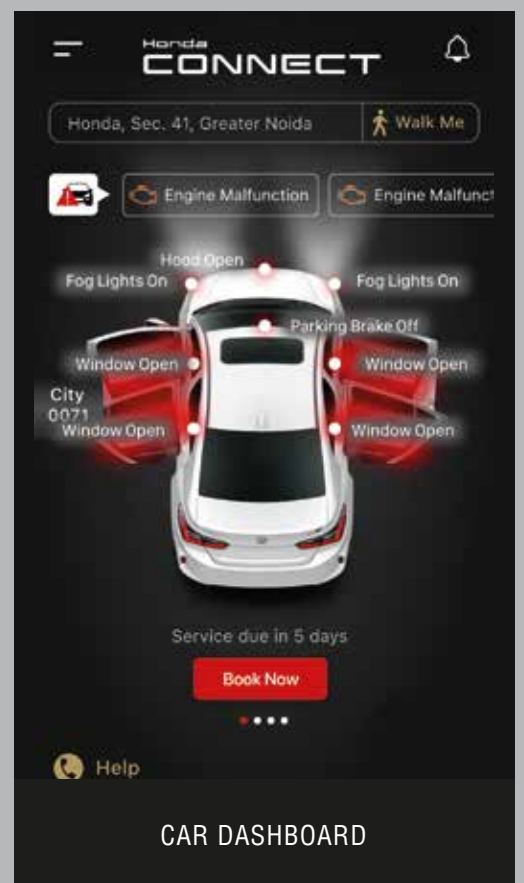 Honda
CONNECT
Honda, Sec. 41, Greater Noida
Walk Me
Engine Malfunction
Engine Malfunct
Hood Open
Fog Lights On
Fog Lights On
Parking Brake Off
Window Open
Window Open
City
0071
Window Open
Window Open
Service due in 5 days
Book Now
Help
CAR DASHBOARD